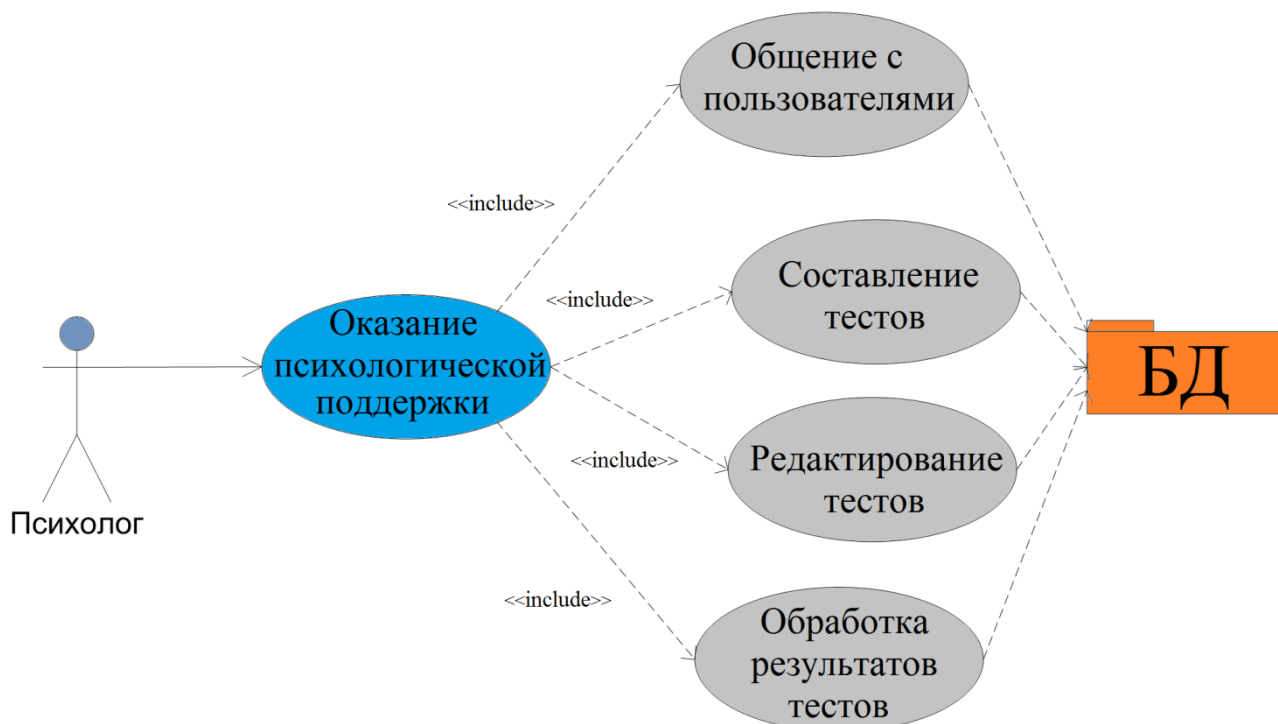 Общение с
пользователями
<<include>>
<<include>>
Составление
тестов
Оказание
психологической
поддержки
БД
<<include>>
Редактирование
тестов
Психолог
<<include>>
Обработка
результатов
тестов